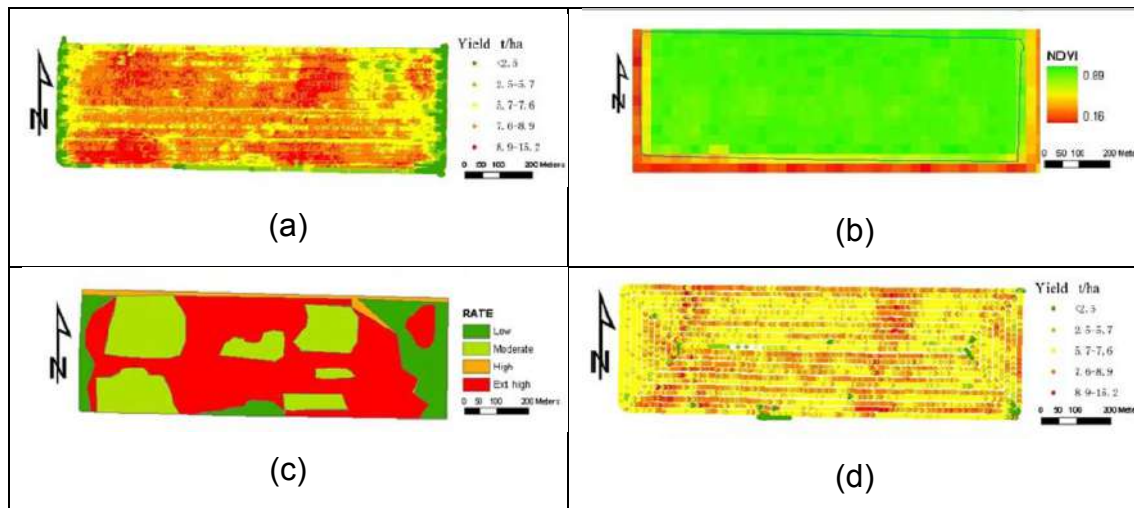 Yield t/ha
<2.5
2.5-5.7
5.7-7.6
7.6-8.9
8.9-15.2
N
0 50 100 200 Meters
(a)
NDVI
0.89
0.16
N
0 50 100 200 Mete
(b)
RATE
Low
Moderate
High
Ext high
N
0 50 100 200 Meters
(c)
Yield t/ha
<2.5
2.5-5.7
5.7-7.6
7.6-8.9
8.9-15.2
N
0 50 100 200 Meters
(d)